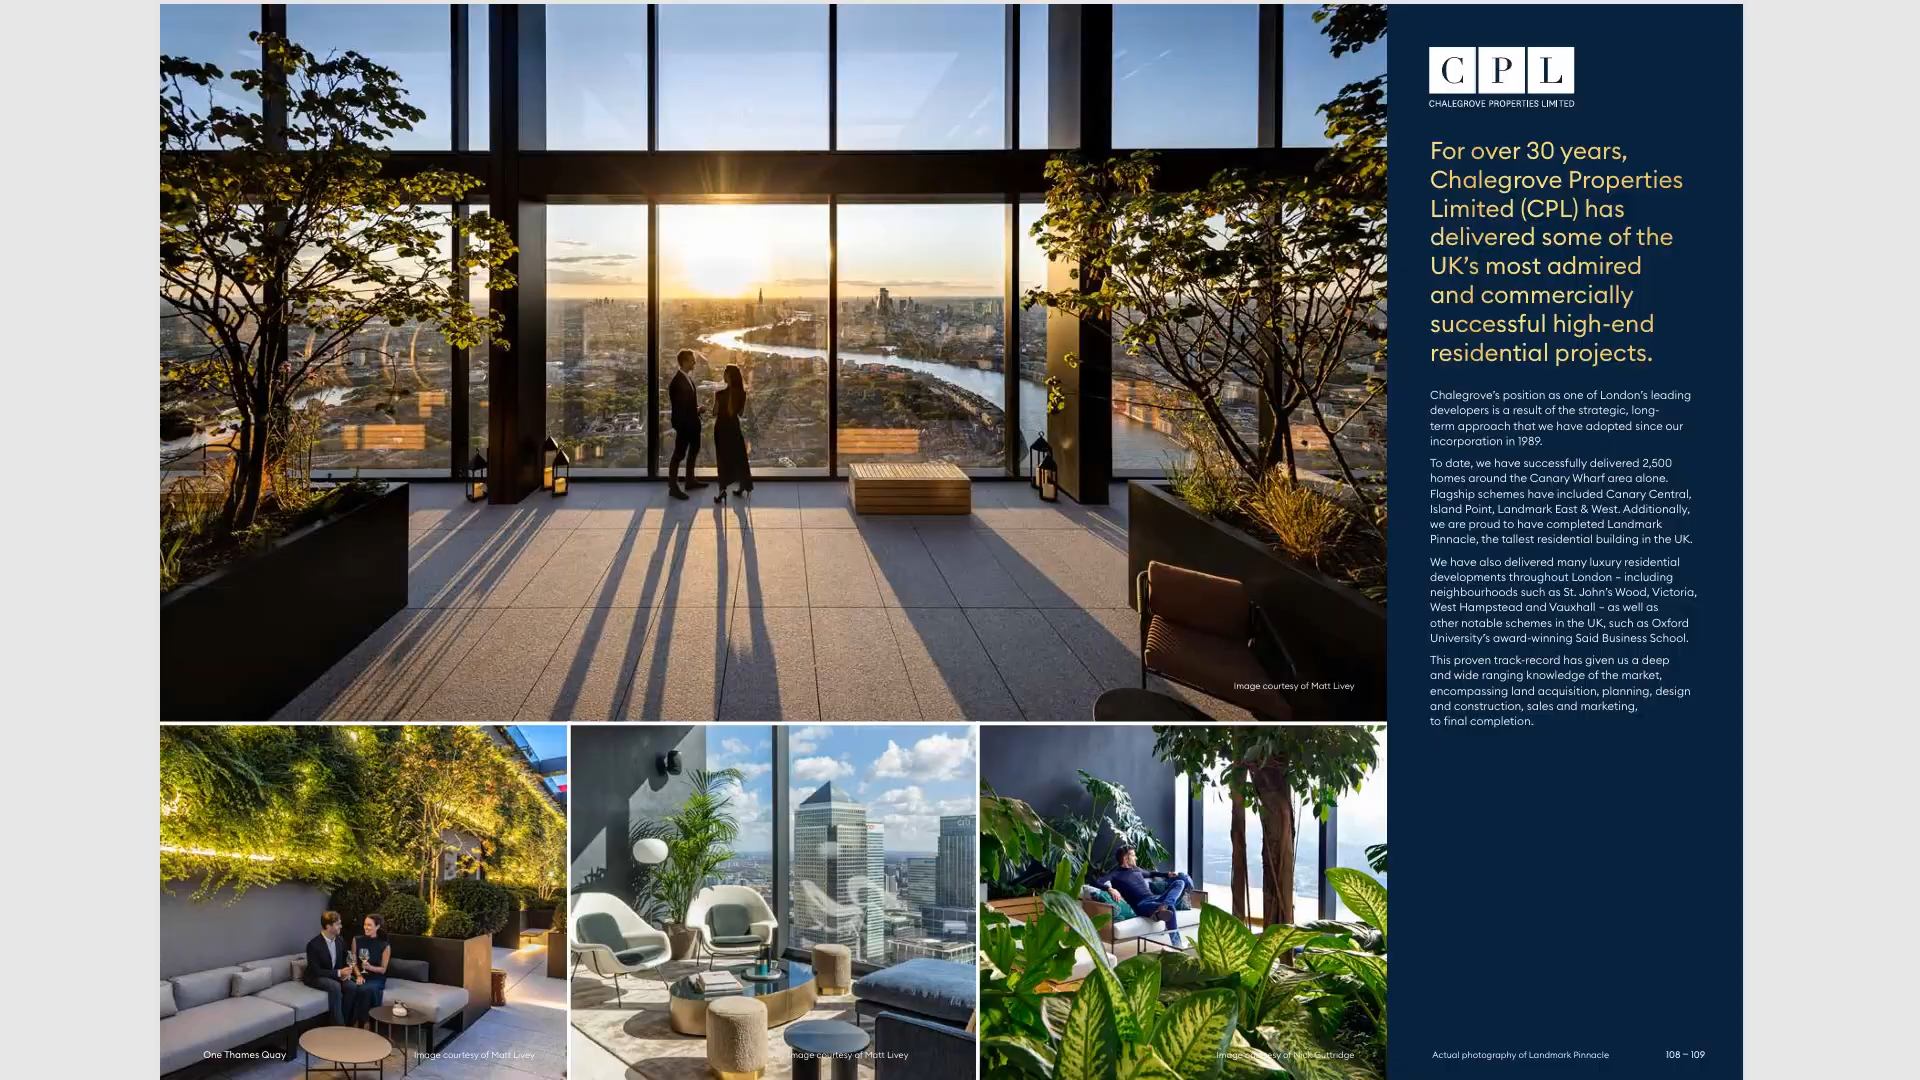 C P L
CHALEGROVE PROPERTIES LIMITED
For over 30 years,
Chalegrove Properties
Limited (CPL) has
delivered some of the
UK's most admired
and commercially
successful high-end
residential projects.
Chalegrove's position as one of London's leading
developers is a result of the strategic, long-
term approach that we have adopted since our
incorporation in 1989.
To date, we have successfully delivered 2,500
homes around the Canary Wharf area alone.
Flagship schemes have included Canary Central,
Island Point, Landmark East & West. Additionally,
we are proud to have completed Landmark
Pinnacle, the tallest residential building in the UK.
We have also delivered many luxury residential
developments throughout London – including
neighbourhoods such as St. John's Wood, Victoria,
West Hampstead and Vauxhall – as well as
other notable schemes in the UK, such as Oxford
University's award-winning Said Business School.
This proven track-record has given us a deep
and wide ranging knowledge of the market,
encompassing land acquisition, planning, design
and construction, sales and marketing,
to final completion.
Image courtesy of Matt Livey
One Thames Quay
Image courtesy of Matt Livey
Image courtesy of Matt Livey
Image courtesy of Nick Guttridge
Actual photography of Landmark Pinnacle
108 – 109